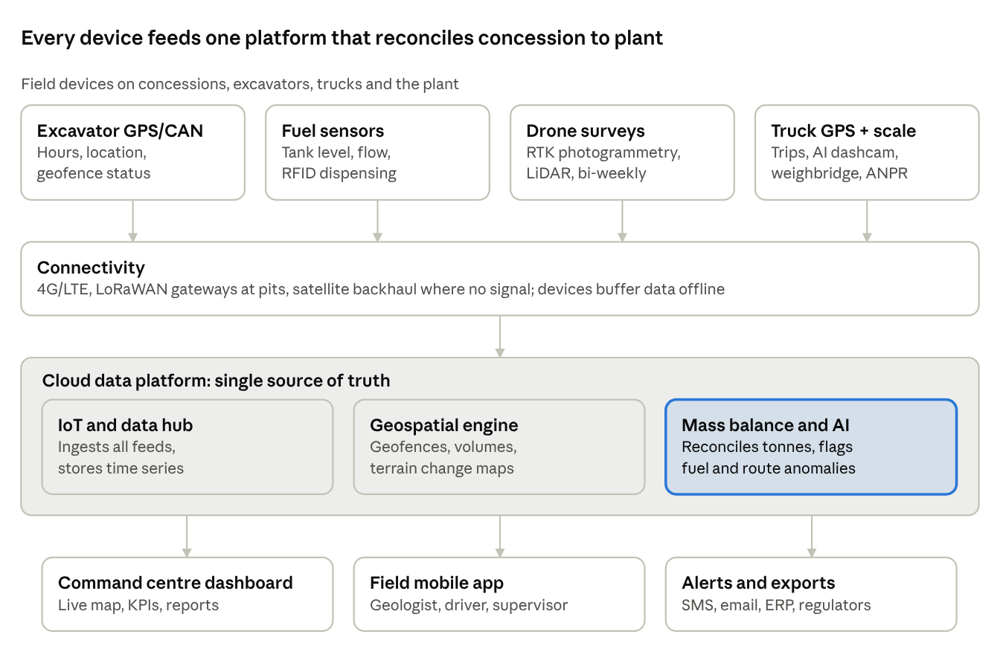 Every device feeds one platform that reconciles concession to plant
Field devices on concessions, excavators, trucks and the plant
Excavator GPS/CAN
Hours, location,
geofence status
Fuel sensors
Tank level, flow,
RFID dispensing
Drone surveys
RTK photogrammetry,
LiDAR, bi-weekly
Truck GPS + scale
Trips, AI dashcam,
weighbridge, ANPR
Connectivity
4G/LTE, LoRaWAN gateways at pits, satellite backhaul where no signal; devices buffer data offline
Cloud data platform: single source of truth
IoT and data hub
Ingests all feeds,
stores time series
Geospatial engine
Geofences, volumes,
terrain change maps
Mass balance and AI
Reconciles tonnes, flags
fuel and route anomalies
Command centre dashboard
Live map, KPIs, reports
Field mobile app
Geologist, driver, supervisor
Alerts and exports
SMS, email, ERP, regulators